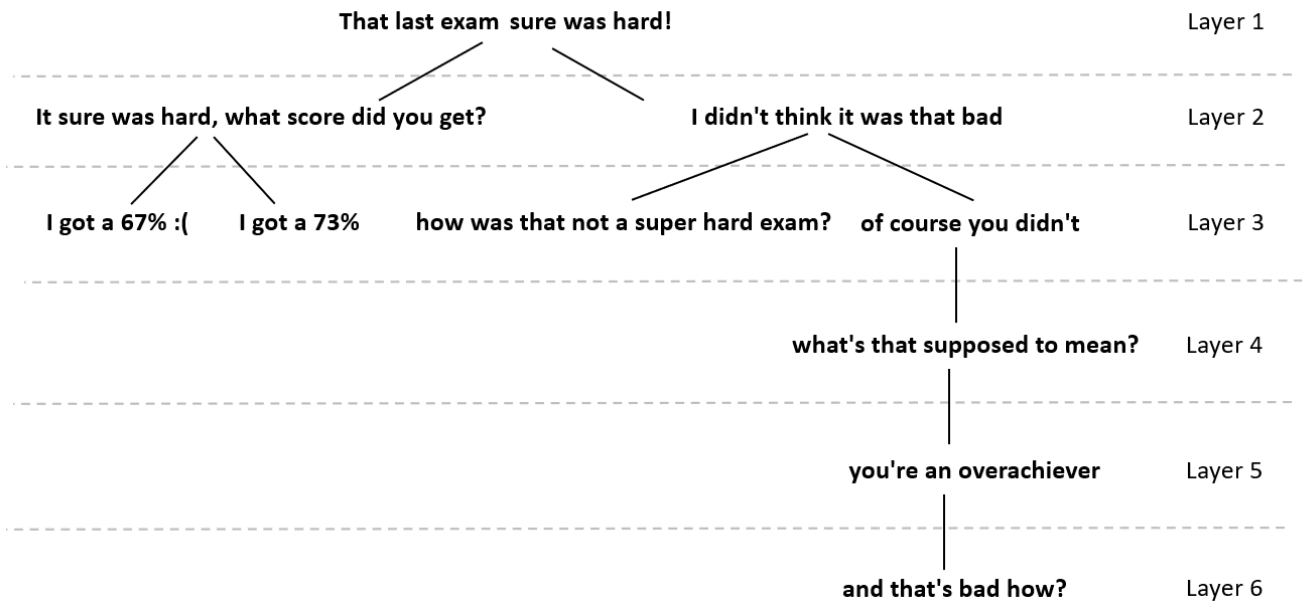 That last exam sure was hard! Layer 1
It sure was hard, what score did you get? I didn't think it was that bad Layer 2
I got a 67% :( I got a 73% how was that not a super hard exam? of course you didn't Layer 3
what's that supposed to mean? Layer 4
you're an overachiever Layer 5
and that's bad how? Layer 6